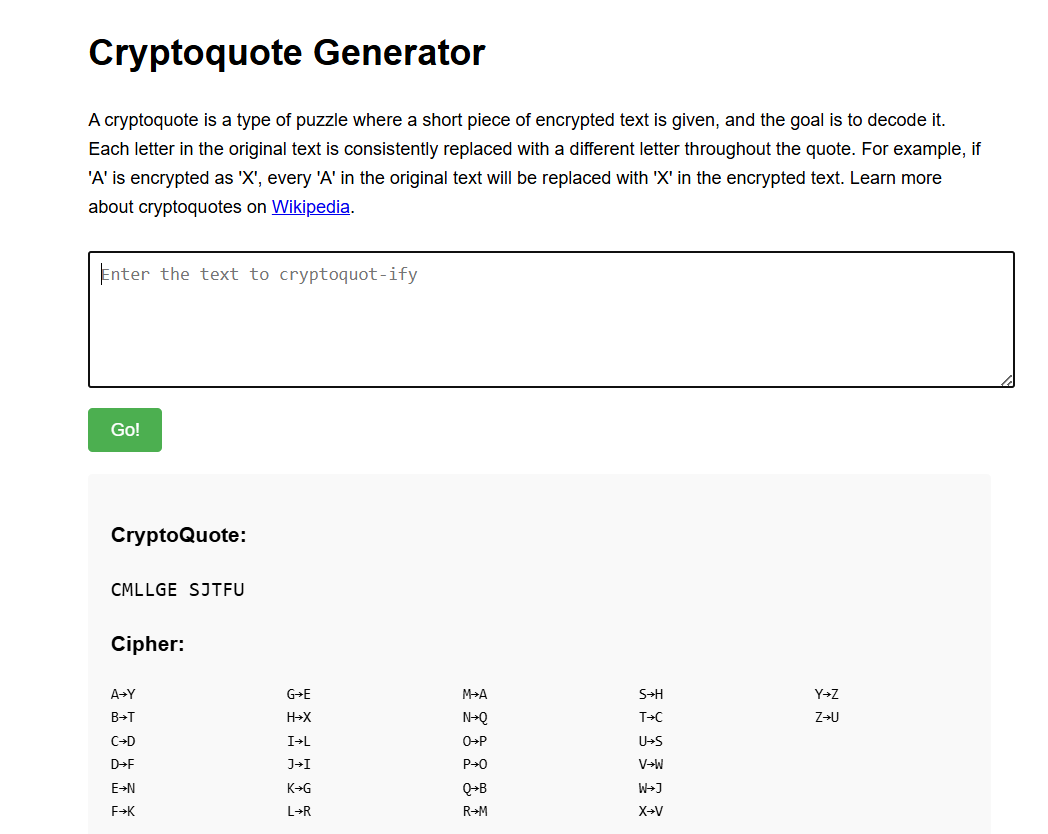 Cryptoquote Generator
A cryptoquote is a type of puzzle where a short piece of encrypted text is given, and the goal is to decode it.
Each letter in the original text is consistently replaced with a different letter throughout the quote. For example, if
'A' is encrypted as 'X', every 'A' in the original text will be replaced with 'X' in the encrypted text. Learn more
about cryptoquotes on Wikipedia.
Enter the text to cryptoquot-ify
Go!
CryptoQuote:
CMLLGE SJTFU
Cipher:
A→Y G→E M→A S→H Y→Z
B→T H→X N→Q T→C Z→U
C→D I→L O→P U→S
D→F J→I P→O V→W
E→N K→G Q→B W→J
F→K L→R R→M X→V